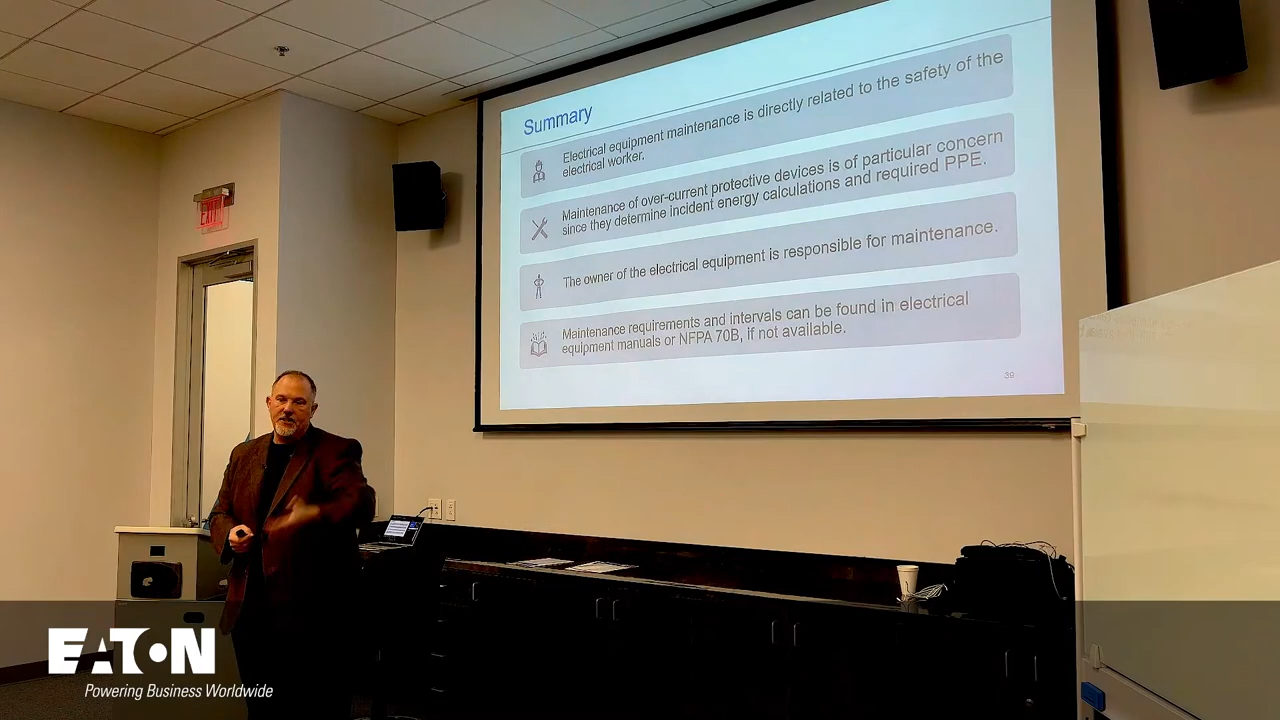 Summary
Electrical equipment maintenance is directly related to the safety of the
electrical worker.
Maintenance of over-current protective devices is of particular concern
since they determine incident energy calculations and required PPE.
The owner of the electrical equipment is responsible for maintenance.
Maintenance requirements and intervals can be found in electrical
equipment manuals or NFPA 70B, if not available.
39
EXIT
EATON
Powering Business Worldwide